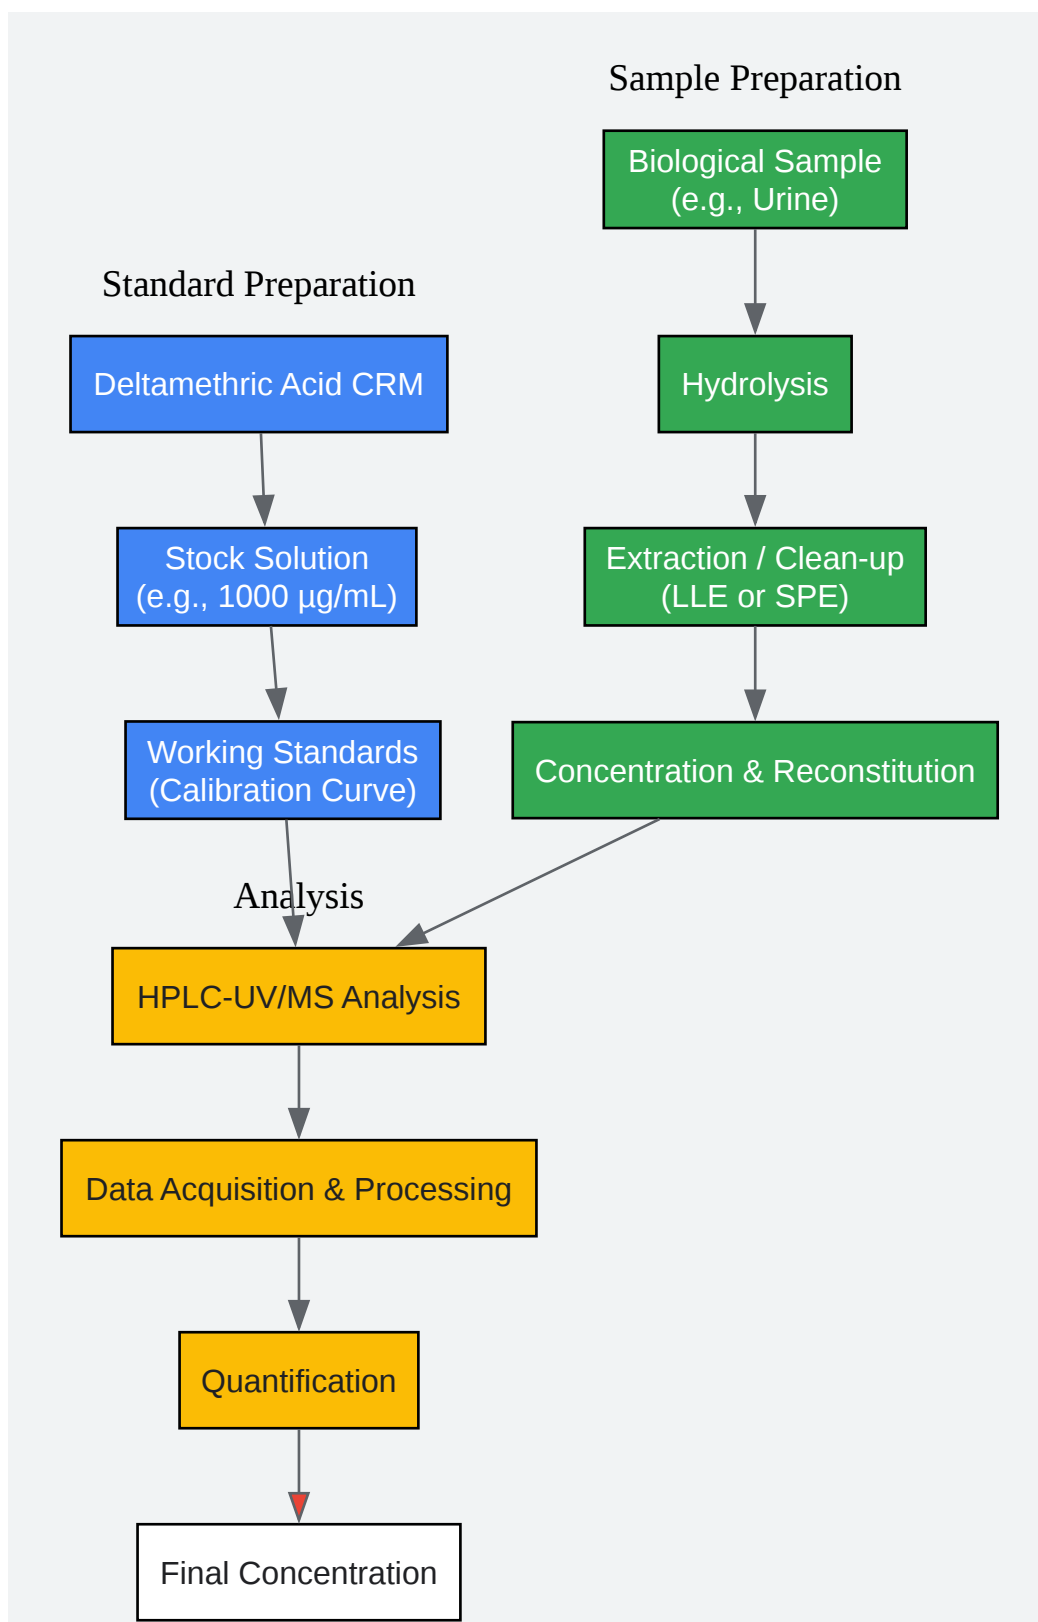 Sample Preparation
Biological Sample
(e.g., Urine)
Standard Preparation
Deltamethric Acid CRM
Hydrolysis
Stock Solution
(e.g., 1000 µg/mL)
Extraction / Clean-up
(LLE or SPE)
Working Standards
(Calibration Curve)
Concentration & Reconstitution
Analysis
HPLC-UV/MS Analysis
Data Acquisition & Processing
Quantification
Final Concentration